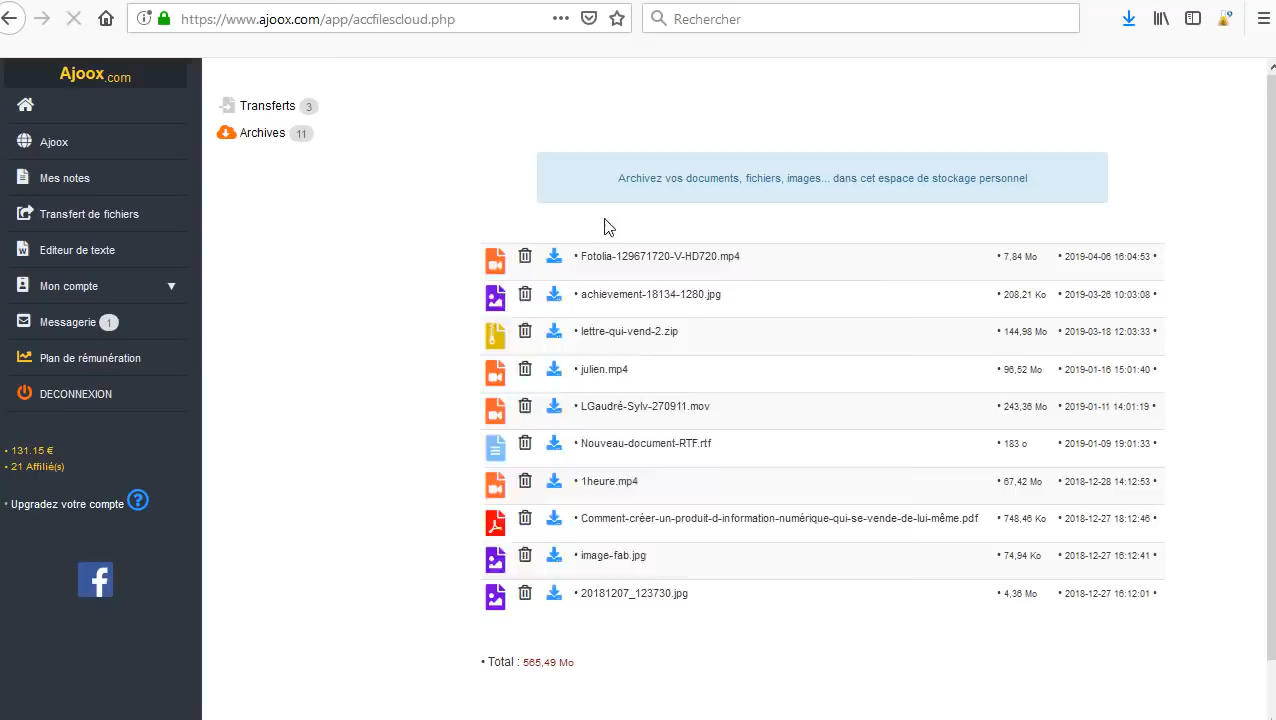 https://www.ajoox.com/app/accfilescloud.php
Rechercher
Ajoox.com
Ajoox
Mes notes
Transfert de fichiers
Editeur de texte
Mon compte ▼
Messagerie 1
Plan de rémunération
DECONNEXION
• 131.15 €
• 21 Affilié(s)
• Upgradez votre compte ?
f
Transferts 3
Archives 11
Archivez vos documents, fichiers, images... dans cet espace de stockage personnel
• Fotolia-129671720-V-HD720.mp4 • 7,84 Mo • 2019-04-06 16:04:53 •
• achievement-18134-1280.jpg • 208,21 Ko • 2019-03-26 10:03:08 •
• lettre-qui-vend-2.zip • 144,98 Mo • 2019-03-18 12:03:33 •
• julien.mp4 • 96,52 Mo • 2019-01-16 15:01:40 •
• LGaudré-Sylv-270911.mov • 243,36 Mo • 2019-01-11 14:01:19 •
• Nouveau-document-RTF.rtf • 183 o • 2019-01-09 19:01:33 •
• 1heure.mp4 • 67,42 Mo • 2018-12-28 14:12:53 •
• Comment-créer-un-produit-d-information-numérique-qui-se-vende-de-lui-même.pdf • 748,46 Ko • 2018-12-27 18:12:46 •
• image-fab.jpg • 74,94 Ko • 2018-12-27 16:12:41 •
• 20181207_123730.jpg • 4,36 Mo • 2018-12-27 16:12:01 •
• Total : 565,49 Mo